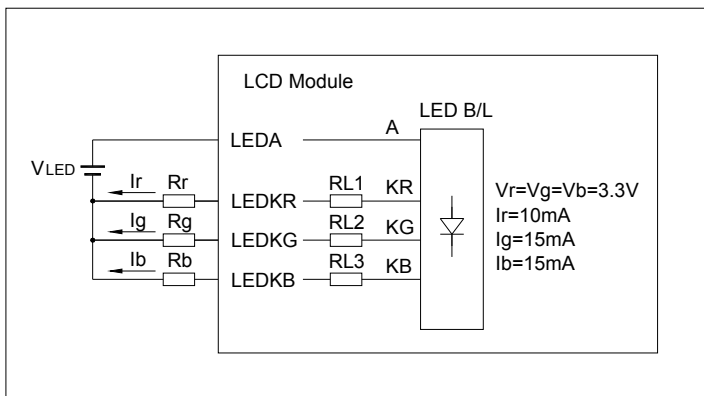 LCD Module
LED B/L
LEDA A
VLED
Ir Rr LEDKR RL1 KR
Ig Rg LEDKG RL2 KG
Ib Rb LEDKB RL3 KB
Vr=Vg=Vb=3.3V
Ir=10mA
Ig=15mA
Ib=15mA